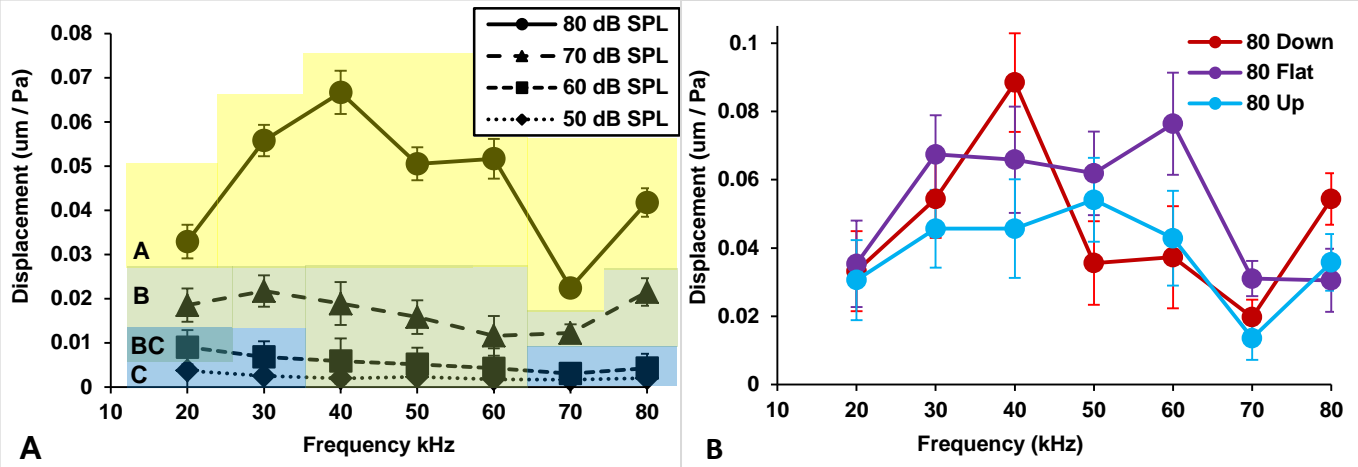 80 dB SPL
70 dB SPL
60 dB SPL
50 dB SPL
Displacement (um / Pa)
0.08
0.07
0.06
0.05
0.04
0.03
0.02
0.01
0
A
B
BC
C
10 20 30 40 50 60 70 80
Frequency kHz
A
80 Down
80 Flat
80 Up
Displacement (um / Pa)
0.1
0.08
0.06
0.04
0.02
0
10 20 30 40 50 60 70 80
Frequency (kHz)
B